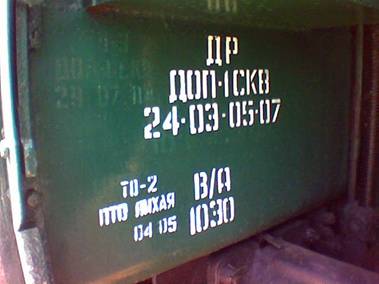 ДР
ДОП-1СКВ
24·03·05·07
ТО-2
ПТО ЛИХАЯ
04 05
В/А
1030